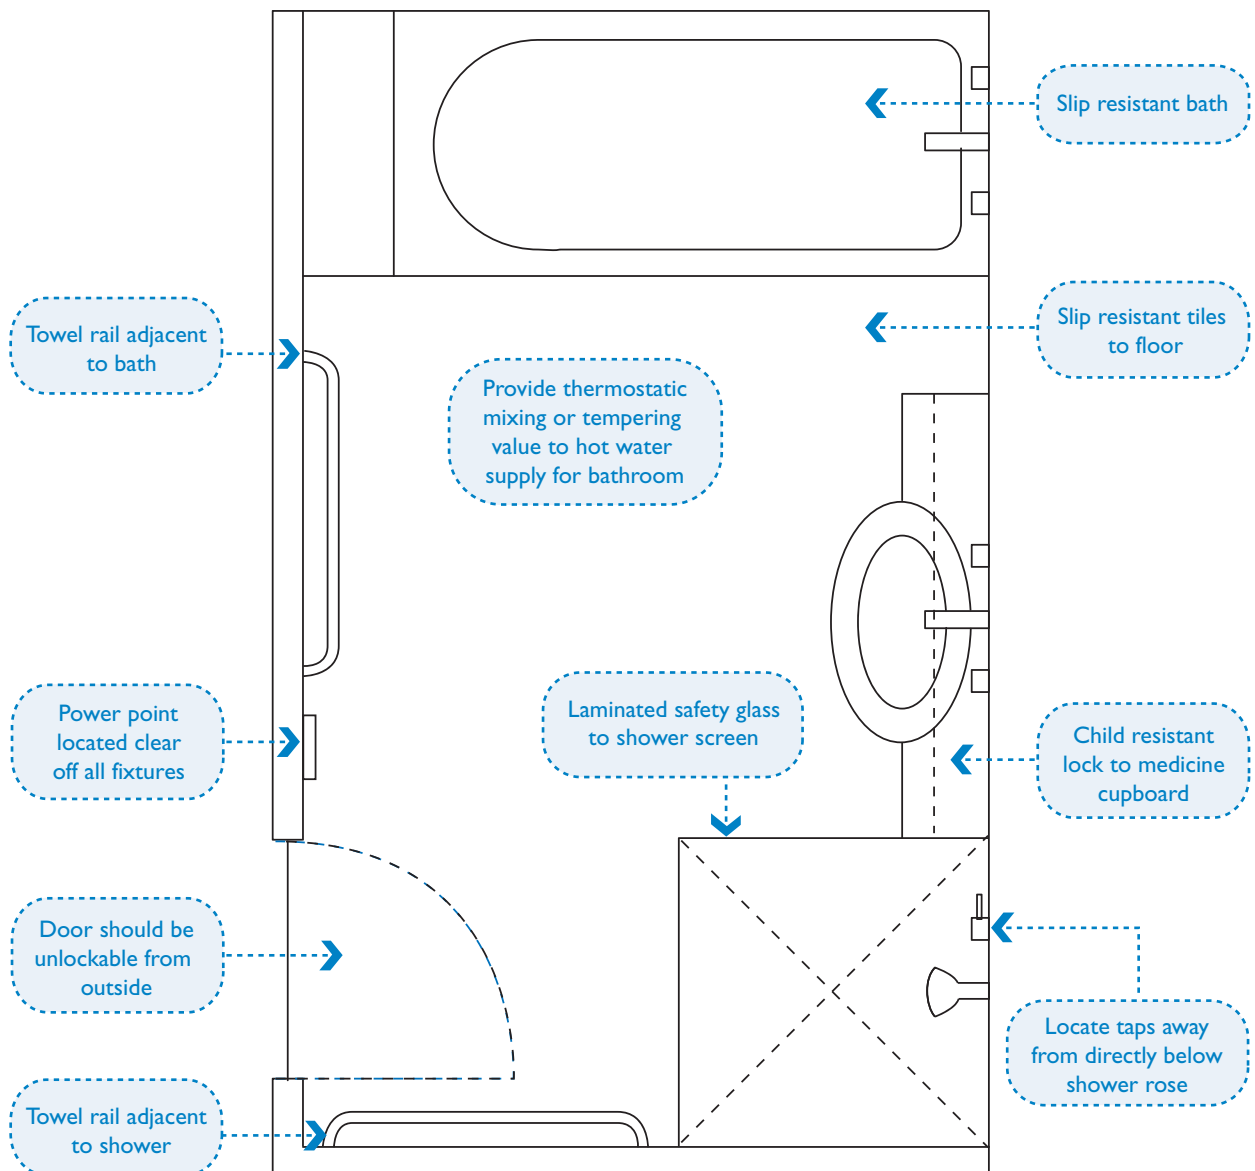 Slip resistant bath
Towel rail adjacent
to bath
Slip resistant tiles
to floor
Provide thermostatic
mixing or tempering
value to hot water
supply for bathroom
Power point
located clear
off all fixtures
Laminated safety glass
to shower screen
Child resistant
lock to medicine
cupboard
Door should be
unlockable from
outside
Locate taps away
from directly below
shower rose
Towel rail adjacent
to shower